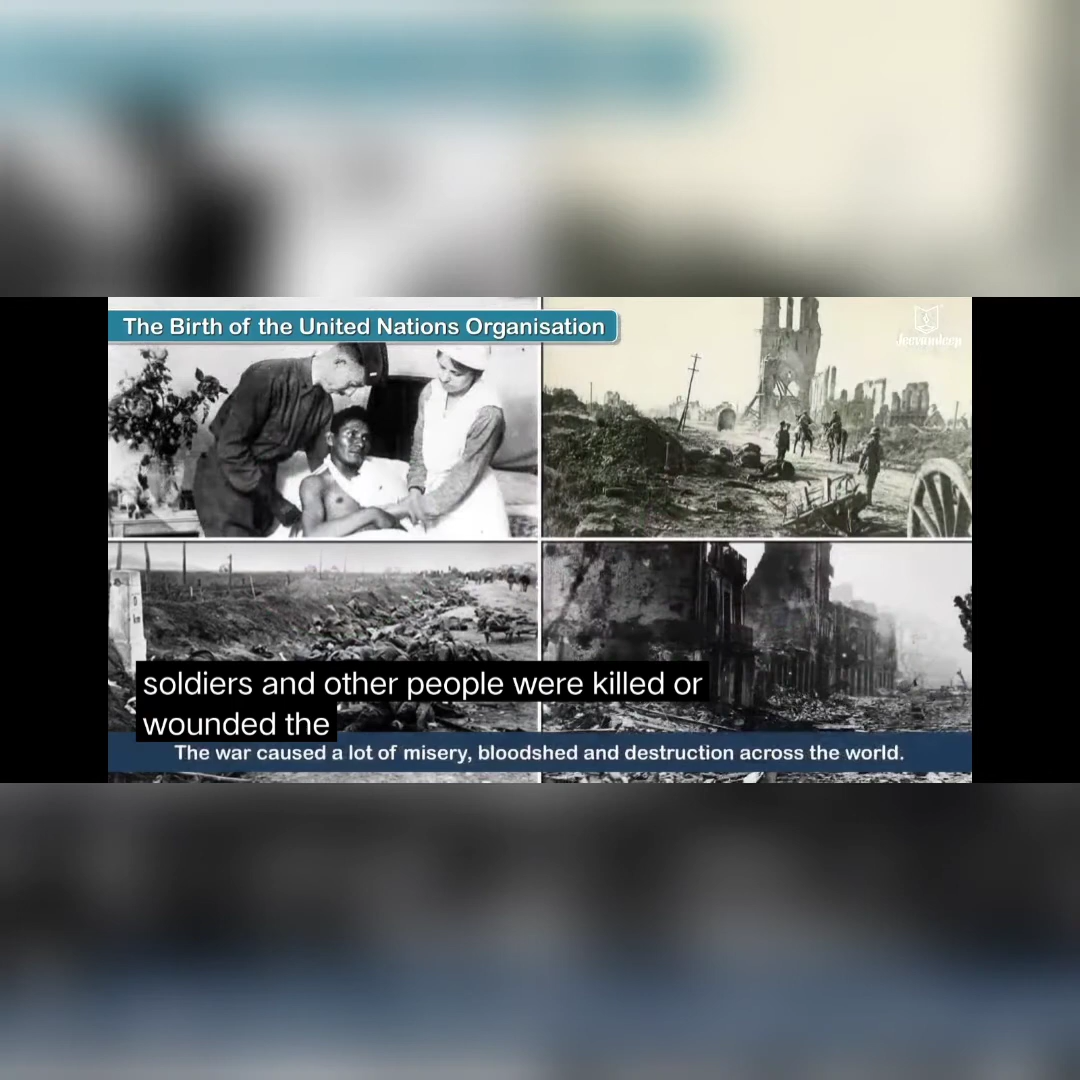 The Birth of the United Nations Organisation
Jeevandeep
soldiers and other people were killed or
wounded the
The war caused a lot of misery, bloodshed and destruction across the world.